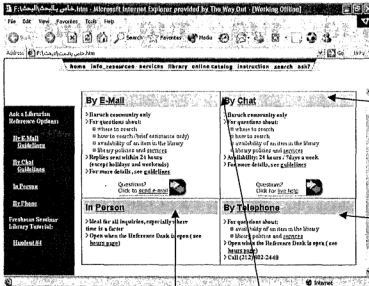 خاص بالبحث.htm - Microsoft Internet Explorer provided by The Way Out - [Working Offline]
File Edit View Favorites Tools Help
Search Favorites Media
Address
home info_resources services library online catalog instruction search ask?
Ask a Librarian
Reference Options:
By E-Mail
Guidelines
By Chat
Guidelines
In Person
By Phone
Freshman Seminar
Library Tutorial:
Handout #4
By E-Mail
Baruch community only
For questions about:
where to search
how to search (brief assistance only)
availability of an item in the library
library policies and services
Replies sent within 24 hours
(except holidays and weekends)
For more details, see guidelines
Questions?
Click to send e-mail
By Chat
Baruch community only
For questions about:
where to search
how to search
availability of an item in the library
library policies and services
Availability: 24 hours / 7 days a week
For more details, see guidelines
Questions?
Click for live help
In Person
Ideal for all inquiries, especially where
time is a factor
Open when the Reference Desk is open (see
hours page)
By Telephone
For questions about:
availability of an item in the library
library policies and services
Open when the Reference Desk is open (see
hours page)
Call (212)
Internet